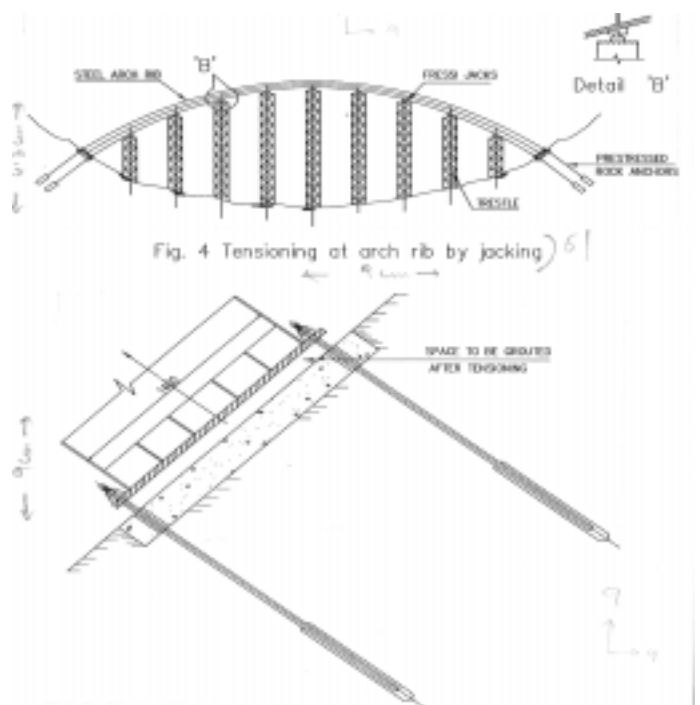 'B'
STEEL ARCH RIB
FRESSI JACKS
Detail 'B'
PRESTRESSED
ROCK ANCHORS
TRESTLE
Fig. 4 Tensioning at arch rib by jacking
SPACE TO BE GROUTED
AFTER TENSIONING